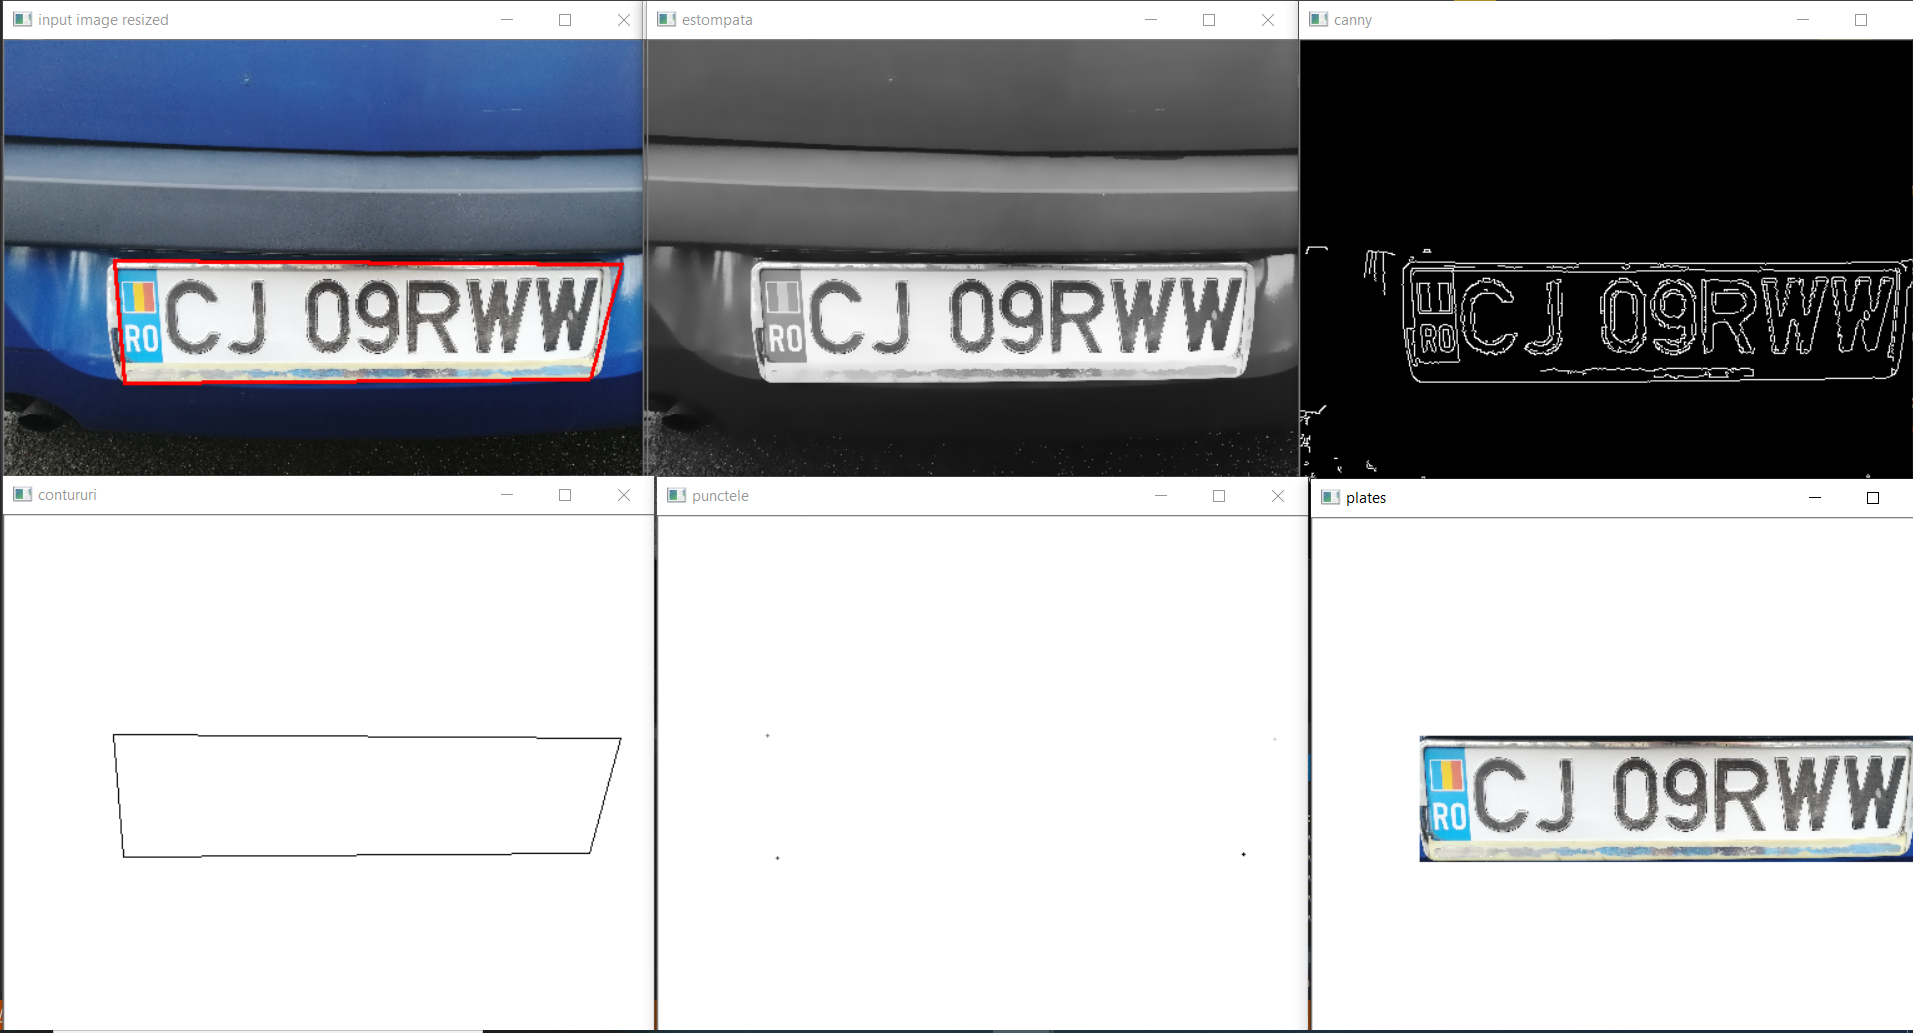 input image resized
estompata
canny
RO CJ 09RWW
RO CJ 09RWW
RO CJ 09RWW
contururi
punctele
plates
RO CJ 09RWW